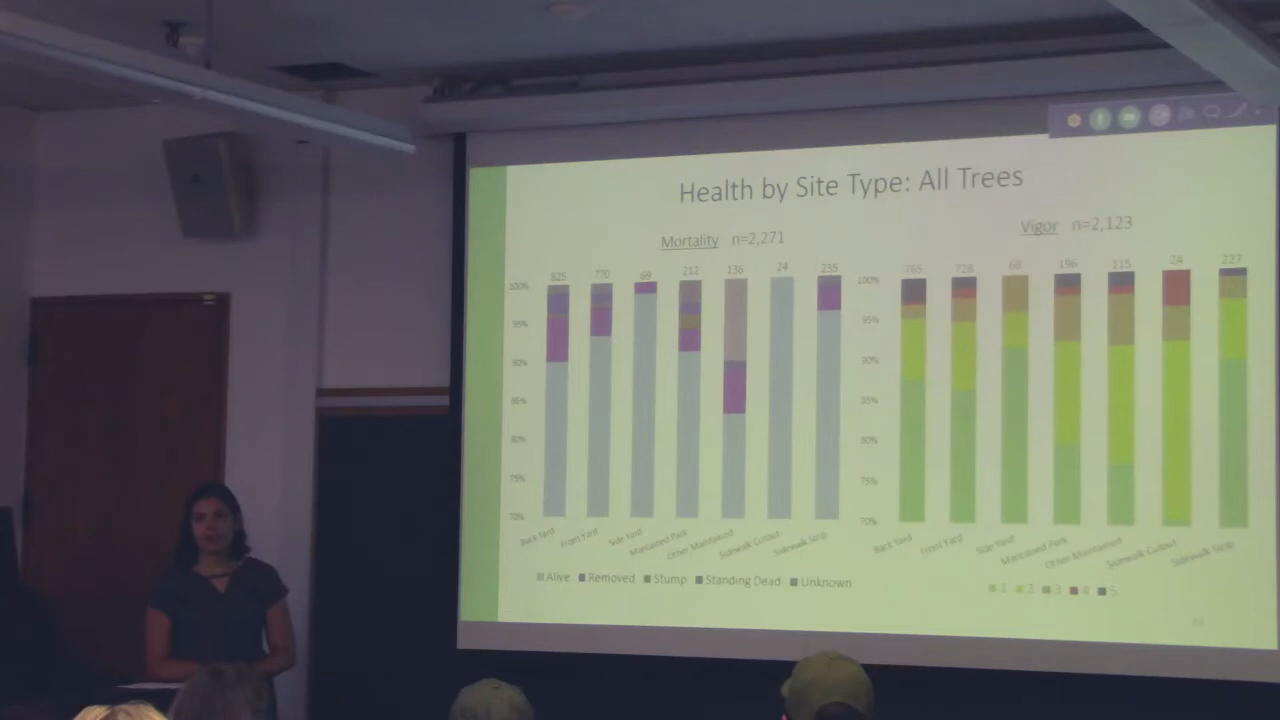 Health by Site Type: All Trees
Mortality n=2,271
825 770 69 212 136 24 235
100%
95%
90%
85%
80%
75%
70%
Back Yard
Front Yard
Side Yard
Maintained Park
Other Maintained
Sidewalk Cutout
Sidewalk Strip
Alive Removed Stump Standing Dead Unknown
Vigor n=2,123
765 728 68 196 115 24 227
100%
95%
90%
85%
80%
75%
70%
Back Yard
Front Yard
Side Yard
Maintained Park
Other Maintained
Sidewalk Cutout
Sidewalk Strip
1 2 3 4 5